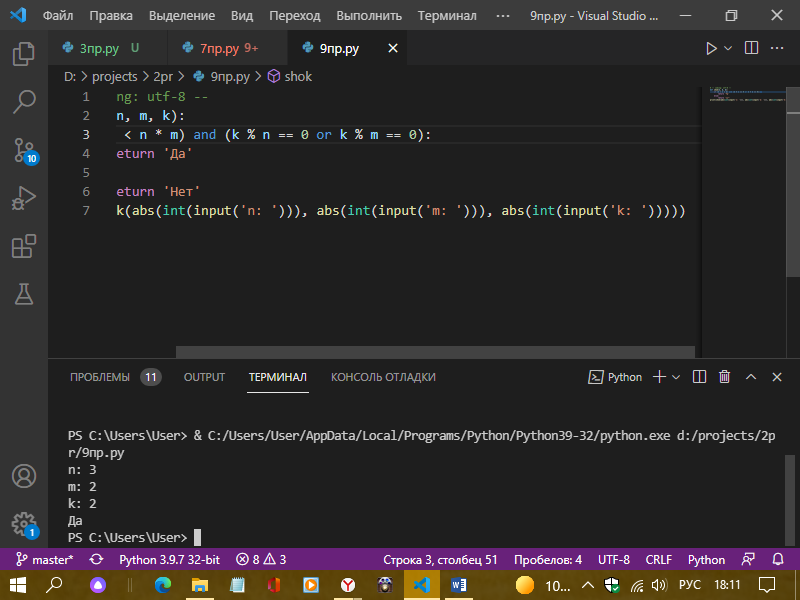 Файл Правка Выделение Вид Переход Выполнить Терминал ··· 9пр.py - Visual Studio ...
3пр.py U 7пр.py 9+ 9пр.py
D: > projects > 2pr > 9пр.py > shok
1 ng: utf-8 --
2 n, m, k):
3 < n * m) and (k % n == 0 or k % m == 0):
4 eturn 'Да'
5
6 eturn 'Нет'
7 k(abs(int(input('n: '))), abs(int(input('m: '))), abs(int(input('k: ')))))
10
ПРОБЛЕМЫ 11 OUTPUT ТЕРМИНАЛ КОНСОЛЬ ОТЛАДКИ Python
PS C:\Users\User> & C:/Users/User/AppData/Local/Programs/Python/Python39-32/python.exe d:/projects/2p
r/9пр.py
n: 3
m: 2
k: 2
Да
PS C:\Users\User>
1
master* Python 3.9.7 32-bit 8 3 Строка 3, столбец 51 Пробелов: 4 UTF-8 CRLF Python
10... РУС 18:11